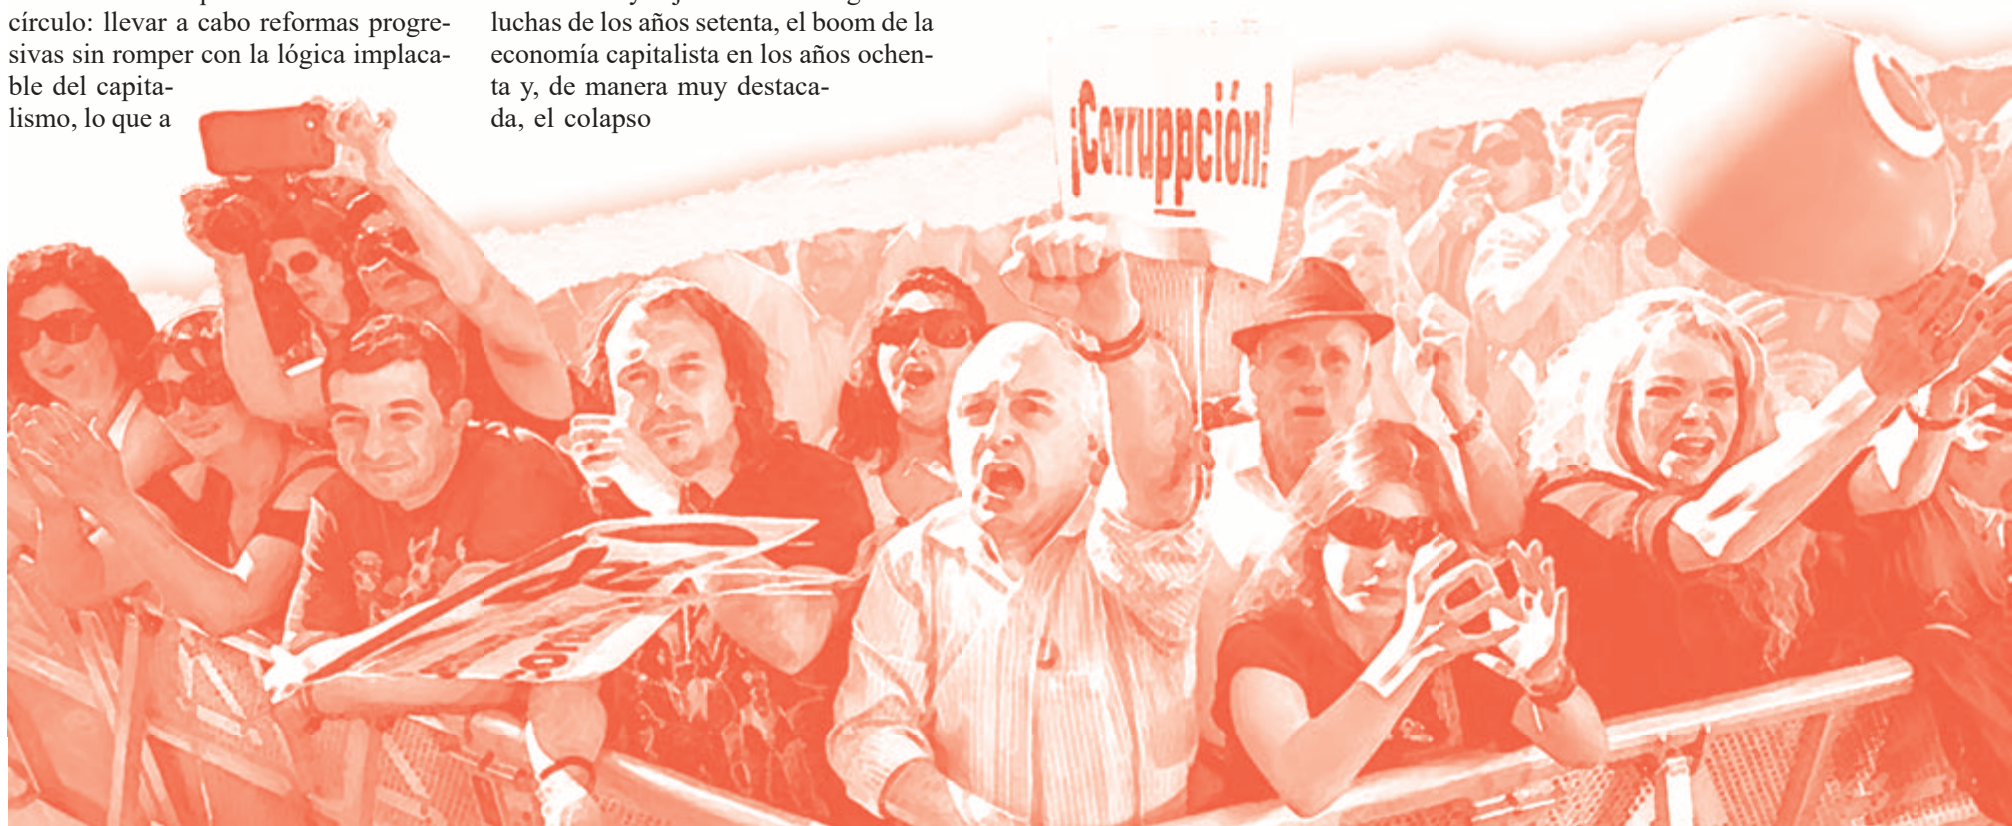 círculo: llevar a cabo reformas progre-
sivas sin romper con la lógica implaca-
ble del capita-
lismo, lo que a
luchas de los años setenta, el boom de la
economía capitalista en los años ochen-
ta y, de manera muy destaca-
da, el colapso
¡Corruppción!